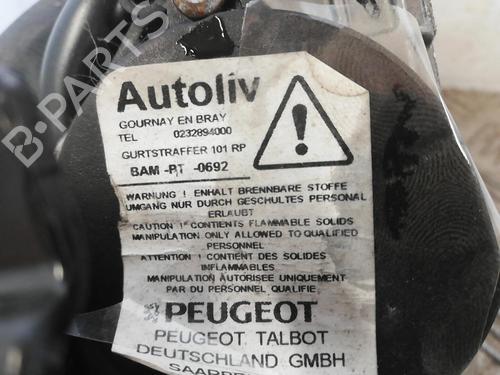 Autoliv
GOURNAY EN BRAY
TEL 0232894000
GURTSTRAFFER 101 RP
BAM -PT -0692
WARNUNG ! ENHALT BRENNBARE STOFFE
UMGANG NUR DURCH GESCHULTES PERSONAL
ERLAUBT
CAUTION ! CONTIENTS FLAMMABLE SOLIDS
MANIPULATION ONLY ALLOWED TO QUALIFIED
PERSONNEL
ATTENTION ! CONTIENT DES SOLIDES
INFLAMMABLES
MANIPULATION AUTORISEE UNIQUEMENT
PAR DU PERSONNEL QUALIFIE.
PEUGEOT
PEUGEOT TALBOT
DEUTSCHLAND GMBH
B-PARTS